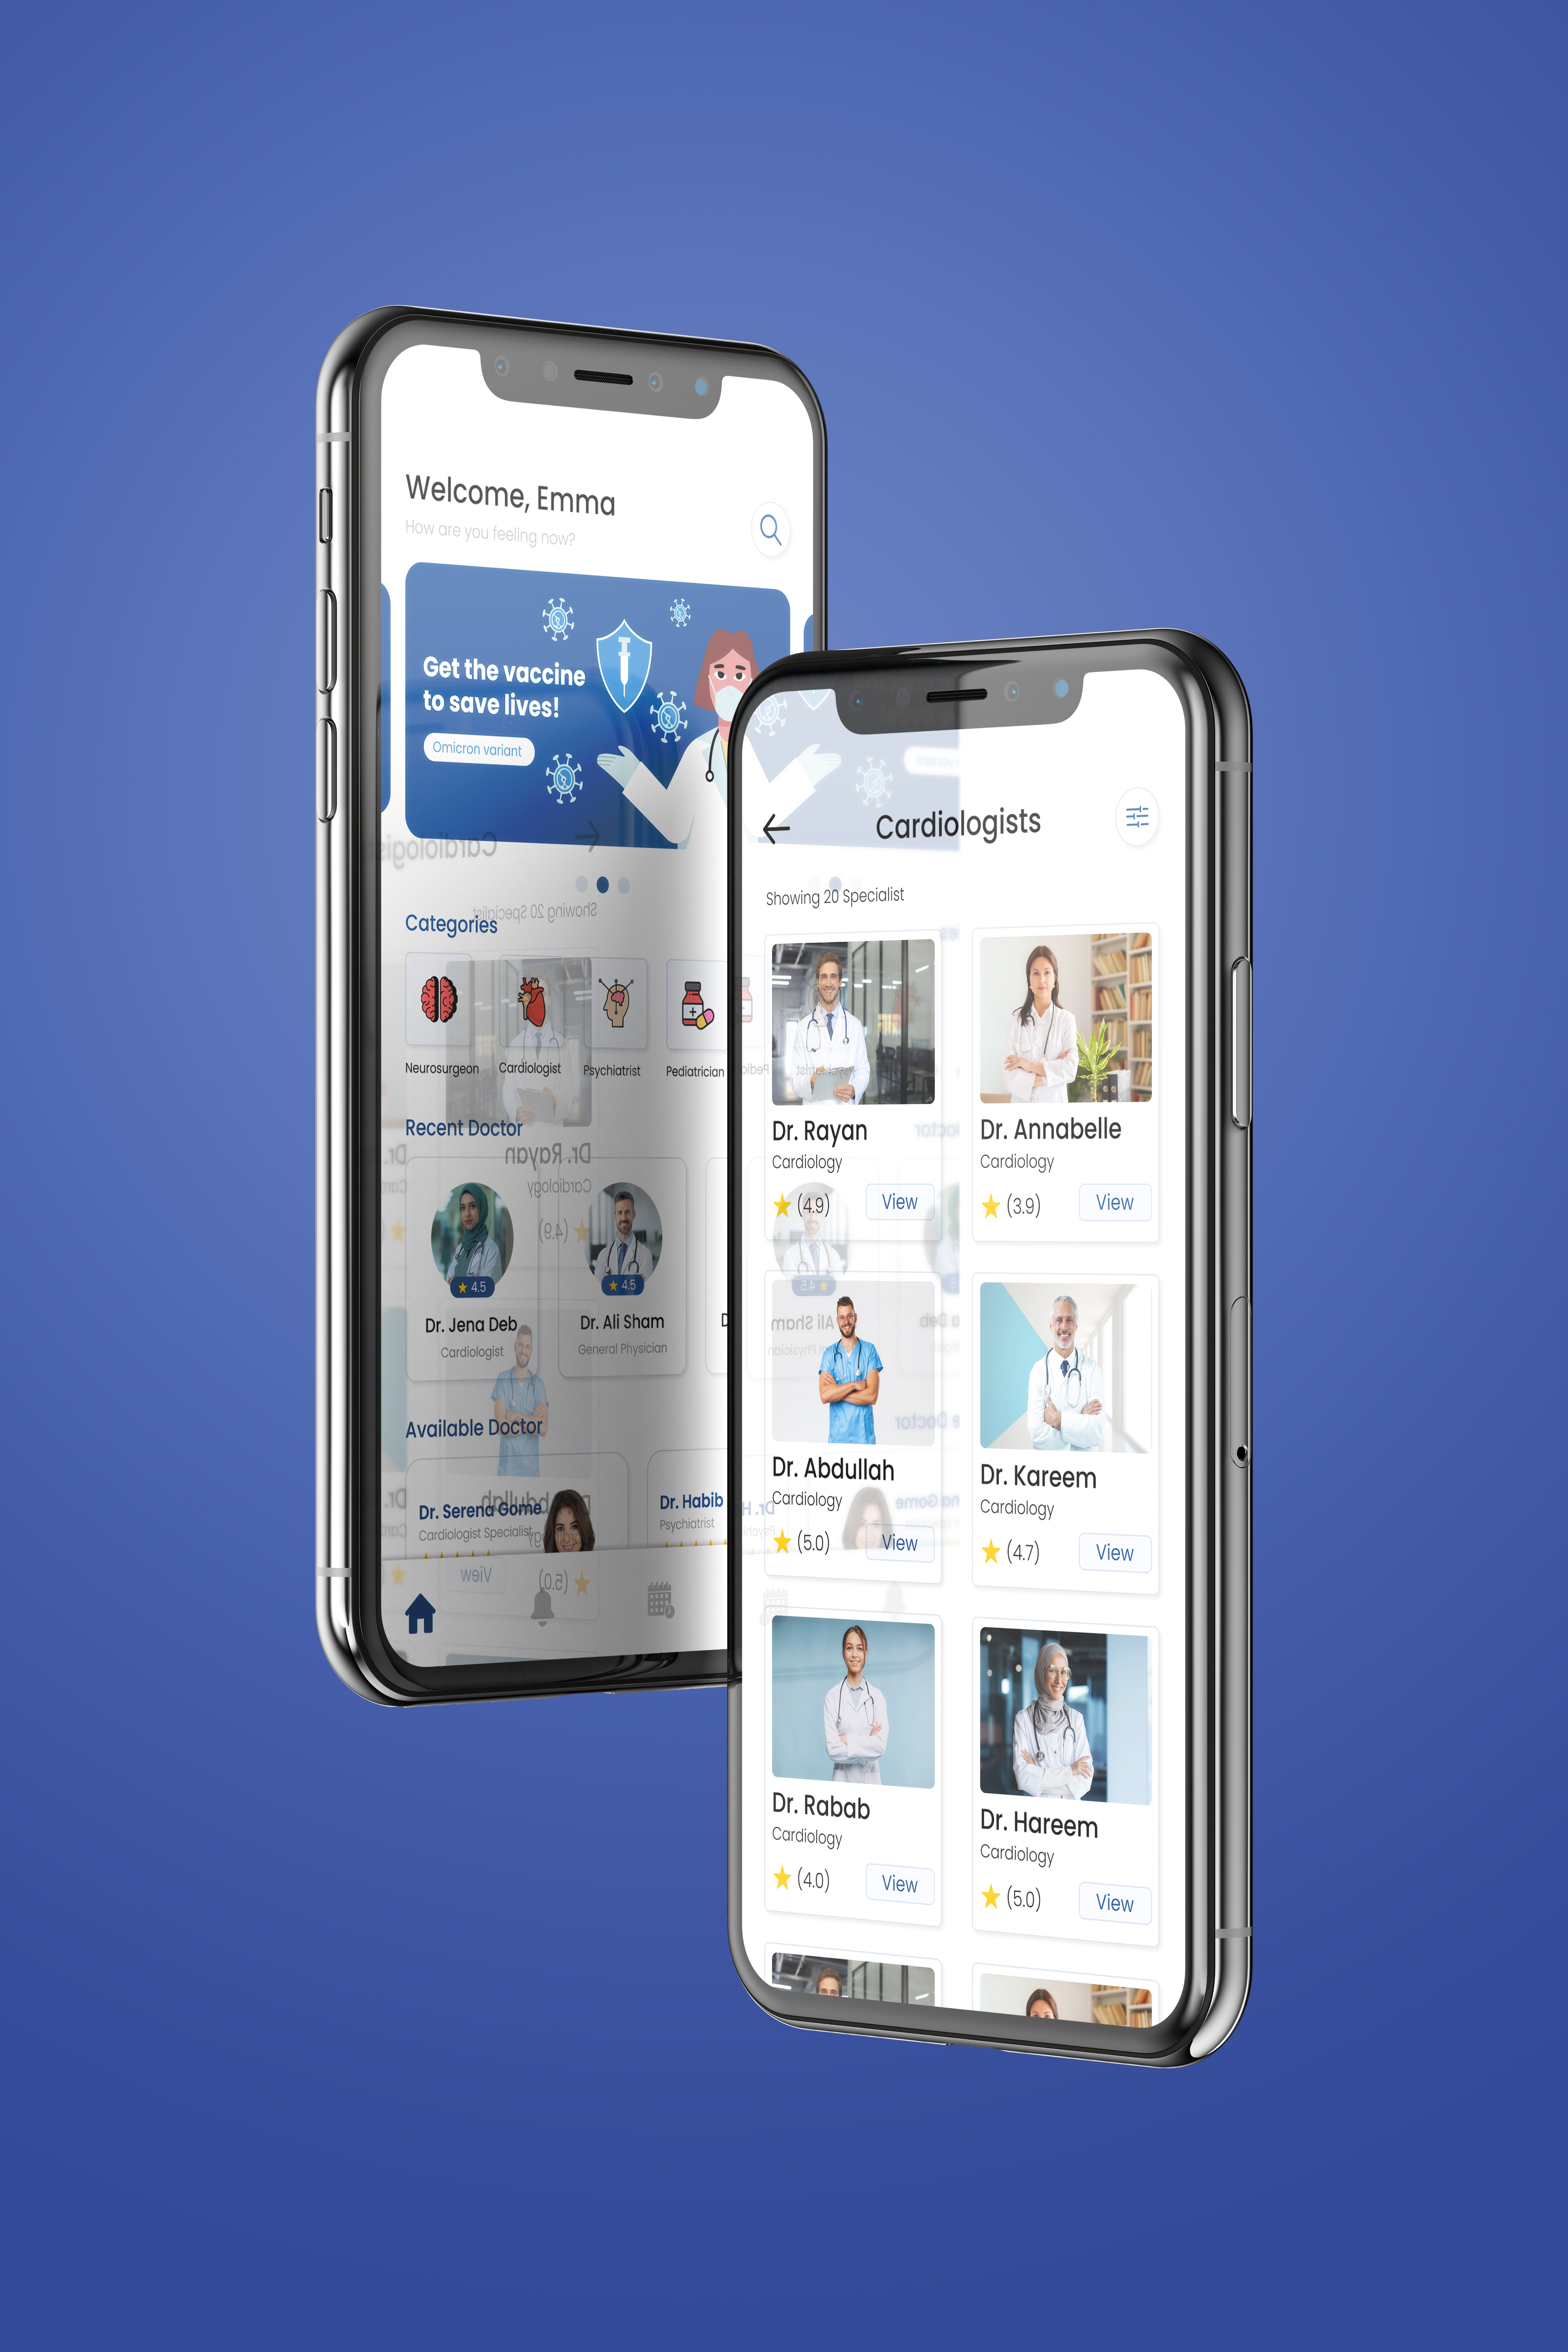 Welcome, Emma
How are you feeling now?
Get the vaccine
to save lives!
Omicron variant
Categories
Neurosurgeon
Cardiologist
Psychiatrist
Pediatrician
Recent Doctor
4.5
4.5
Dr. Jena Deb
Dr. Ali Sham
Cardiologist
General Physician
Available Doctor
Dr. Serena Gome
Cardiologist Specialist
Dr. Habib
Psychiatrist
Cardiologists
Showing 20 Specialist
Dr. Rayan
Cardiology
(4.9)
View
Dr. Annabelle
Cardiology
(3.9)
View
Dr. Abdullah
Cardiology
(5.0)
View
Dr. Kareem
Cardiology
(4.7)
View
Dr. Rabab
Cardiology
(4.0)
View
Dr. Hareem
Cardiology
(5.0)
View